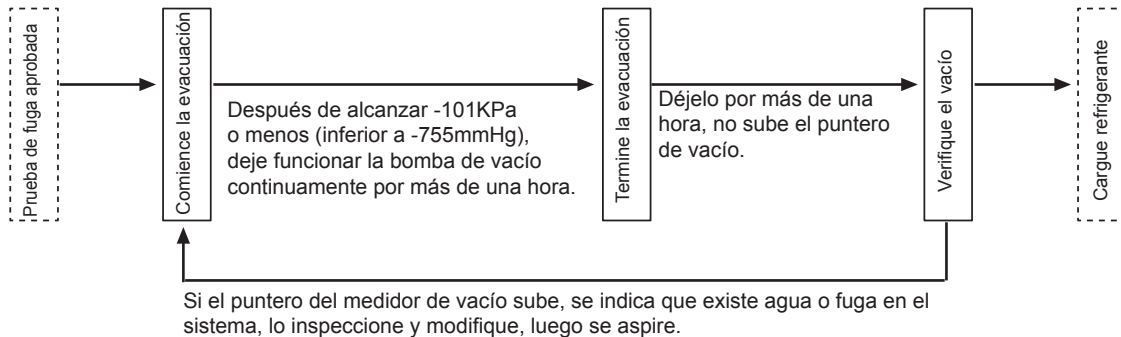 Prueba de fuga aprobada
Comience la evacuación
Después de alcanzar -101KPa
o menos (inferior a -755mmHg),
deje funcionar la bomba de vacío
continuamente por más de una hora.
Termine la evacuación
Déjelo por más de una
hora, no sube el puntero
de vacío.
Verifique el vacío
Cargue refrigerante
Si el puntero del medidor de vacío sube, se indica que existe agua o fuga en el
sistema, lo inspeccione y modifique, luego se aspire.